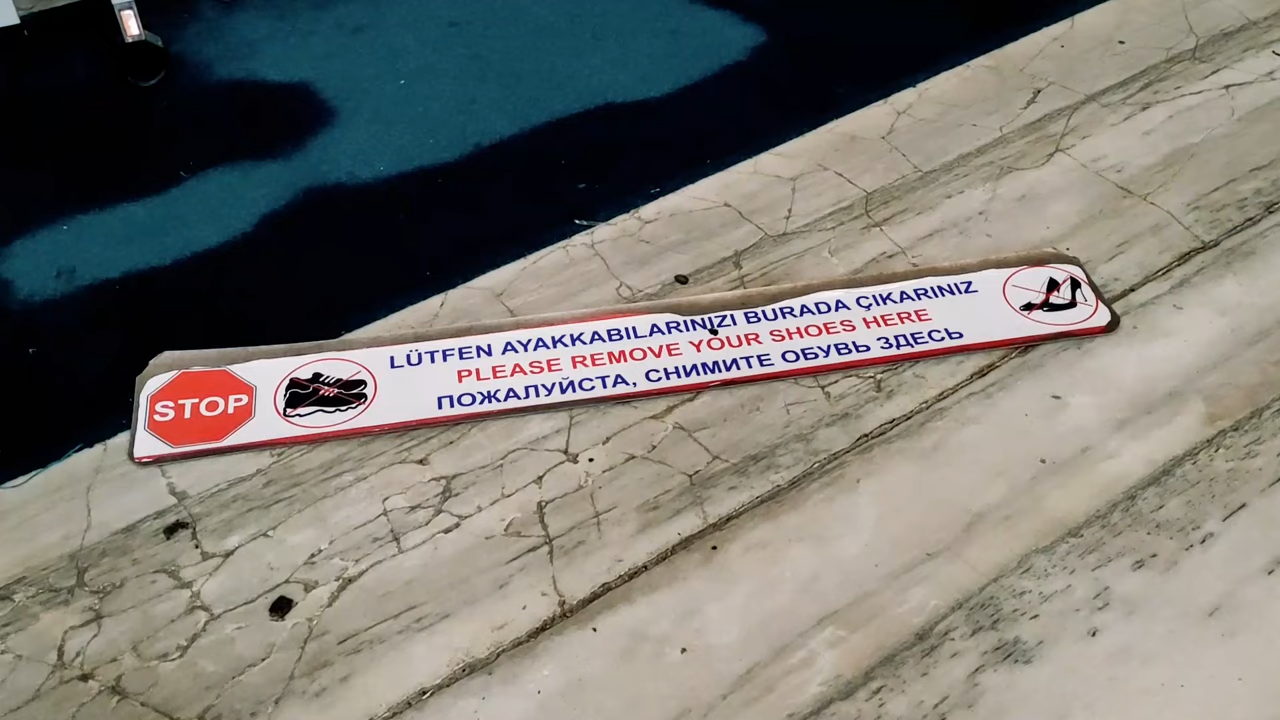 STOP
LÜTFEN AYAKKABILARINIZI BURADA ÇIKARINIZ
PLEASE REMOVE YOUR SHOES HERE
ПОЖАЛУЙСТА, СНИМИТЕ ОБУВЬ ЗДЕСЬ